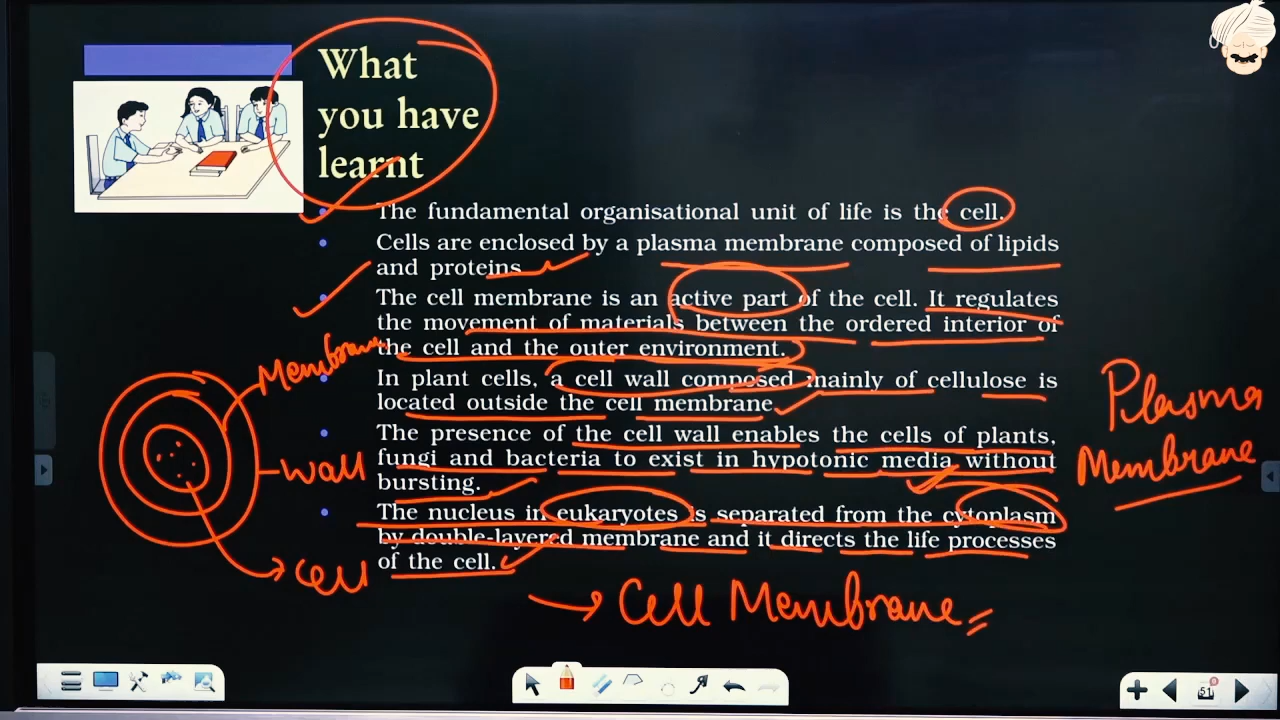 What
you have
learnt
• The fundamental organisational unit of life is the cell.
• Cells are enclosed by a plasma membrane composed of lipids
and proteins
• The cell membrane is an active part of the cell. It regulates
the movement of materials between the ordered interior of
the cell and the outer environment.
• In plant cells, a cell wall composed mainly of cellulose is
located outside the cell membrane
• The presence of the cell wall enables the cells of plants,
fungi and bacteria to exist in hypotonic media without
bursting.
• The nucleus in eukaryotes is separated from the cytoplasm
by double-layered membrane and it directs the life processes
of the cell.
Membrane
Wall
Cell
Plasma
Membrane
Cell Membrane
51